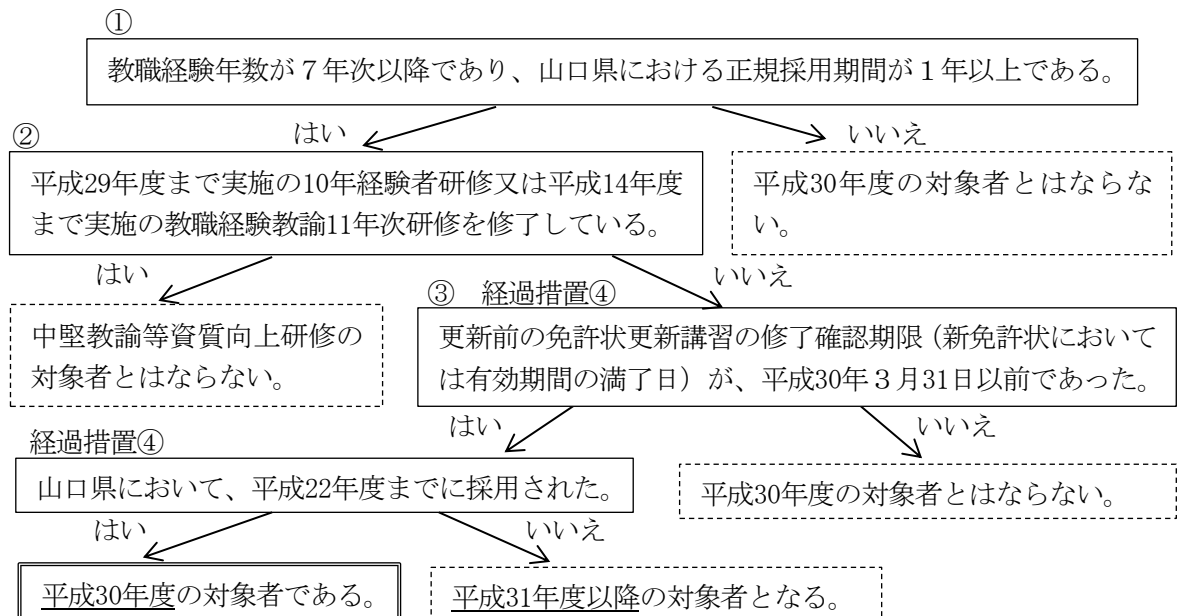 ①
教職経験年数が７年次以降であり、山口県における正規採用期間が１年以上である。
はい
いいえ
②
平成29年度まで実施の10年経験者研修又は平成14年度
まで実施の教職経験教諭11年次研修を修了している。
平成30年度の対象者とはならな
い。
はい
いいえ
③　経過措置④
中堅教諭等資質向上研修の
対象者とはならない。
更新前の免許状更新講習の修了確認期限（新免許状において
は有効期間の満了日）が、平成30年３月31日以前であった。
はい
いいえ
経過措置④
山口県において、平成22年度までに採用された。
平成30年度の対象者とはならない。
はい
いいえ
平成30年度の対象者である。
平成31年度以降の対象者となる。